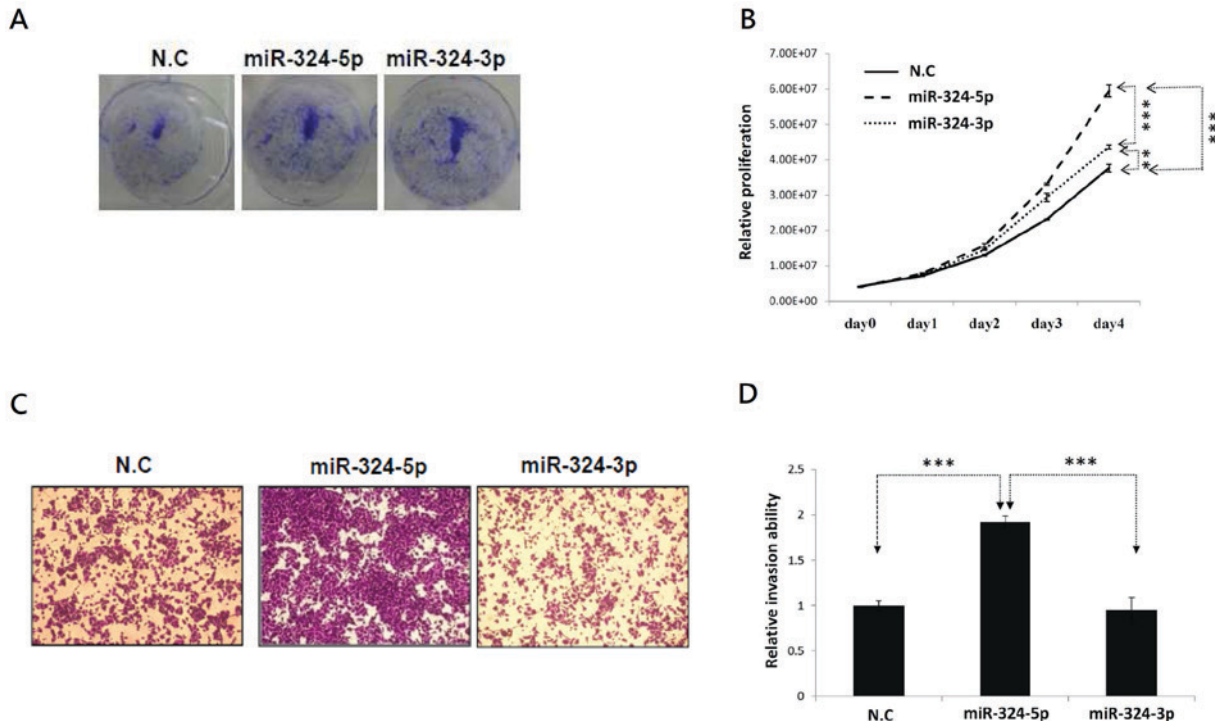 A
N.C miR-324-5p miR-324-3p
B
Relative proliferation
7.00E+07
6.00E+07
5.00E+07
4.00E+07
3.00E+07
2.00E+07
1.00E+07
0.00E+00
N.C
miR-324-5p
miR-324-3p
***
**
***
day0 day1 day2 day3 day4
C
N.C miR-324-5p miR-324-3p
D
Relative invasion ability
2.5
2
1.5
1
0.5
0
*** ***
N.C miR-324-5p miR-324-3p